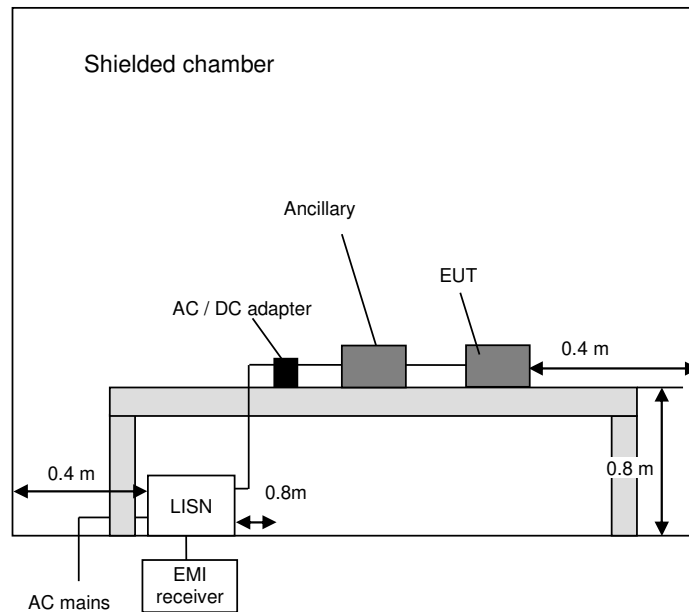 Shielded chamber
Ancillary
EUT
AC / DC adapter
0.4 m
0.4 m
0.8 m
LISN
0.8m
AC mains
EMI
receiver